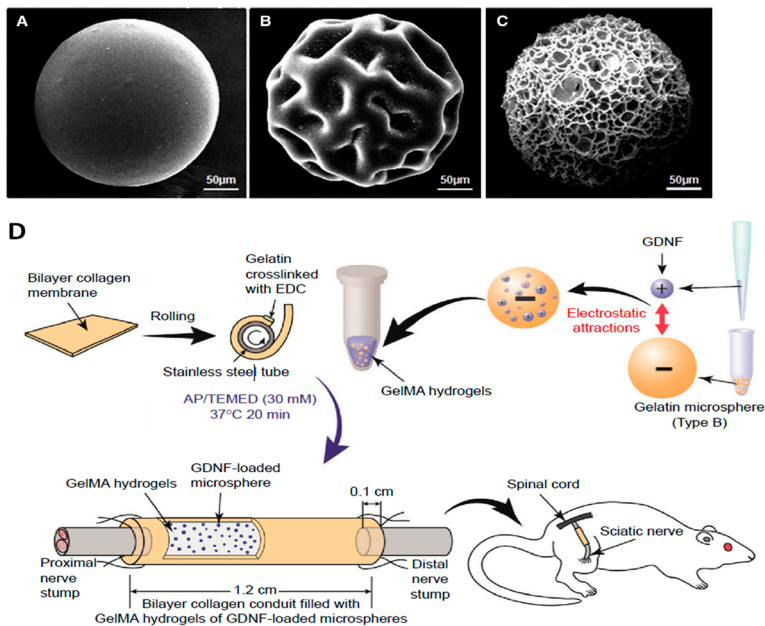 A
B
C
50μm
50μm
50μm
D
Bilayer collagen
membrane
Rolling
Gelatin
crosslinked
with EDC
Stainless steel tube
AP/TEMED (30 mM)
37°C 20 min
GelMA hydrogels
GDNF
+
Electrostatic
attractions
Gelatin microsphere
(Type B)
GDNF-loaded
microsphere
GelMA hydrogels
0.1 cm
Proximal
nerve
stump
1.2 cm
Distal
nerve
stump
Bilayer collagen conduit filled with
GelMA hydrogels of GDNF-loaded microspheres
Spinal cord
Sciatic nerve